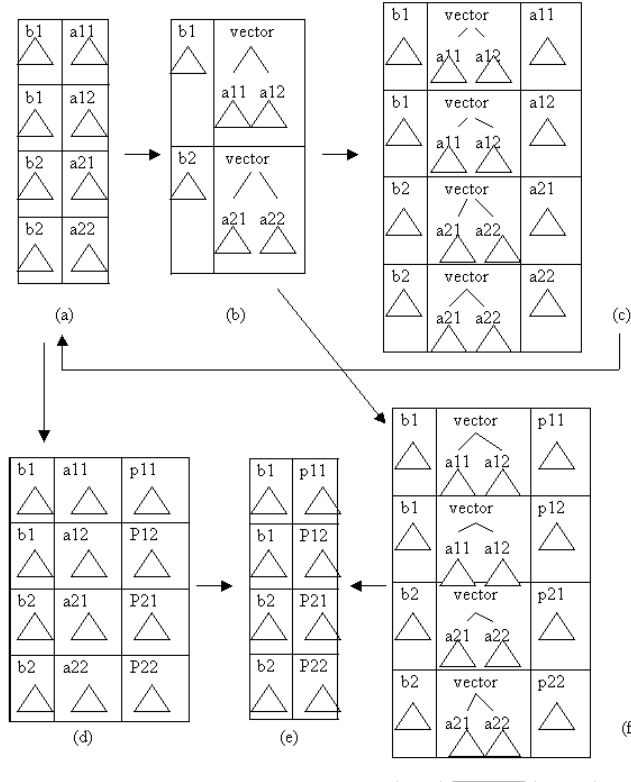 b1 a11
b1 a12
b2 a21
b2 a22
(a)
b1 vector
a11 a12
b2 vector
a21 a22
(b)
b1 vector a11
a11 a12
b1 vector a12
a11 a12
b2 vector a21
a21 a22
b2 vector a22
a21 a22
(c)
b1 a11 p11
b1 a12 P12
b2 a21 P21
b2 a22 P22
(d)
b1 p11
b1 P12
b2 P21
b2 P22
(e)
b1 vector p11
a11 a12
b1 vector p12
a11 a12
b2 vector p21
a21 a22
b2 vector p22
a21 a22
(f